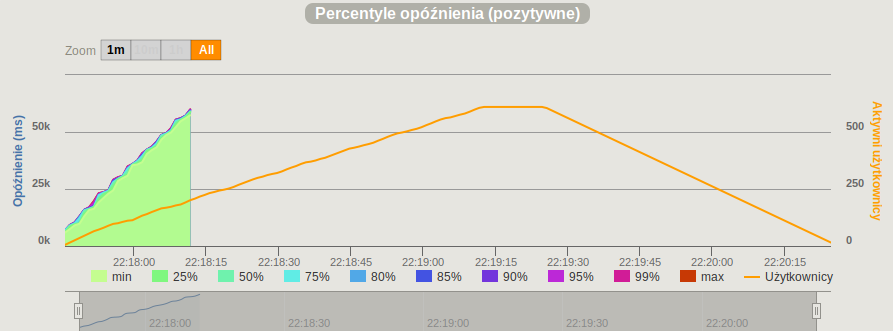 Percentyle opóźnienia (pozytywne)
Zoom 1m 10m 1h All
Opóźnienie (ms)
50k
25k
0k
500
250
0
Aktywni użytkownicy
22:18:00 22:18:15 22:18:30 22:18:45 22:19:00 22:19:15 22:19:30 22:19:45 22:20:00 22:20:15
min 25% 50% 75% 80% 85% 90% 95% 99% max Użytkownicy
22:18:00 22:18:30 22:19:00 22:19:30 22:20:00